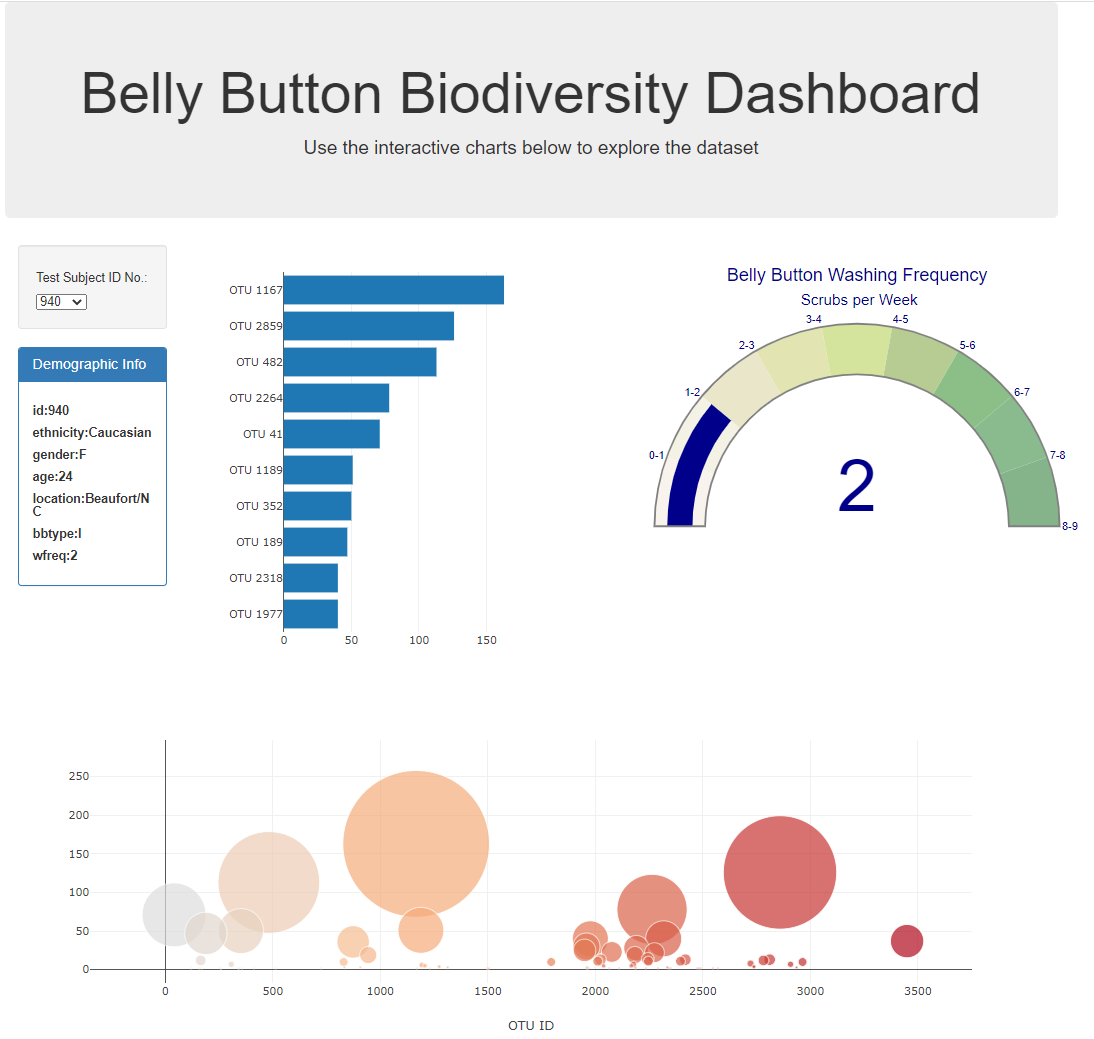 Belly Button Biodiversity Dashboard
Use the interactive charts below to explore the dataset
Test Subject ID No.:
940
Demographic Info
id:940
ethnicity:Caucasian
gender:F
age:24
location:Beaufort/N
C
bbtype:I
wfreq:2
OTU 1167
OTU 2859
OTU 482
OTU 2264
OTU 41
OTU 1189
OTU 352
OTU 189
OTU 2318
OTU 1977
0 50 100 150
Belly Button Washing Frequency
Scrubs per Week
0-1
1-2
2-3
3-4
4-5
5-6
6-7
7-8
8-9
2
250
200
150
100
50
0
0 500 1000 1500 2000 2500 3000 3500
OTU ID